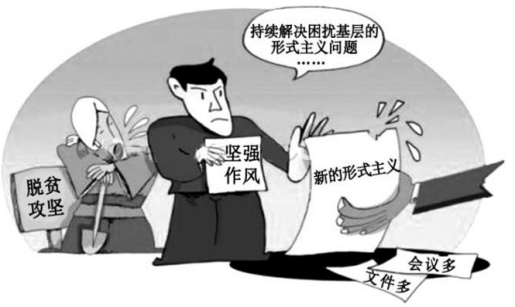 持续解决困扰基层的
形式主义问题
……
坚强
作风
新的形式主义
脱贫
攻坚
会议多
文件多